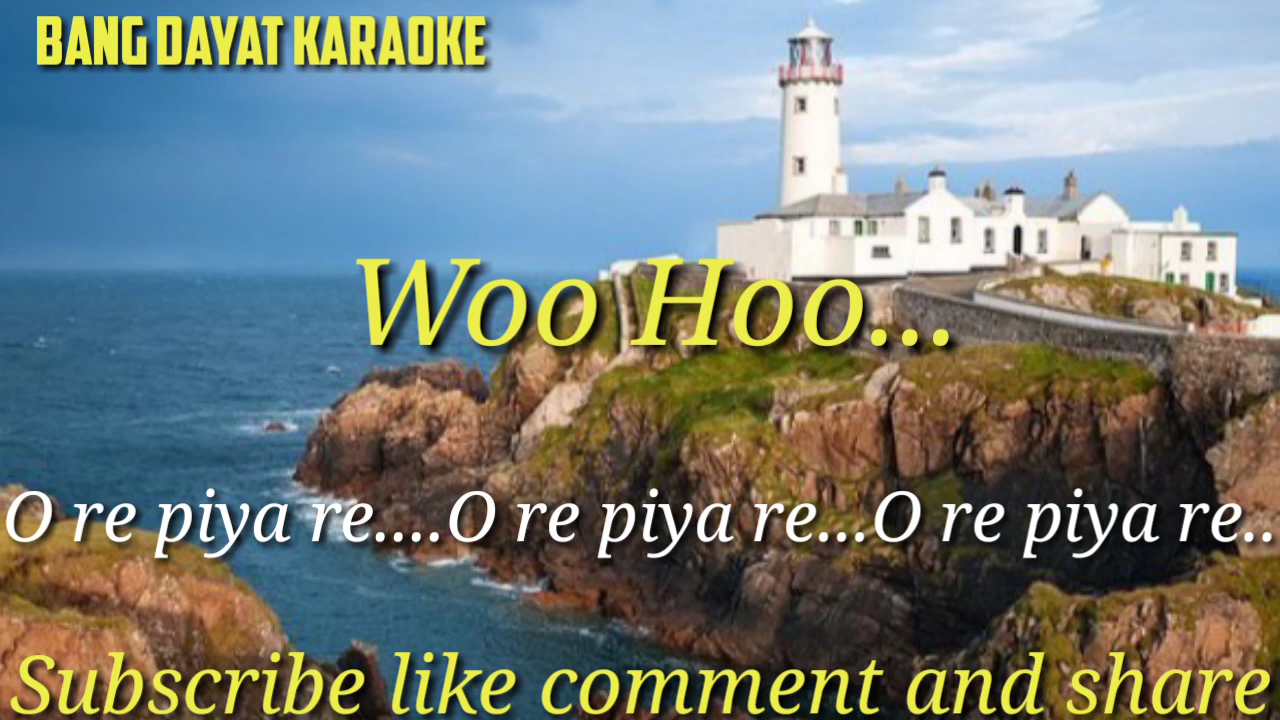 BANG DAYAT KARAOKE
Woo Hoo...
O re piya re....O re piya re...O re piya re..
Subscribe like comment and share